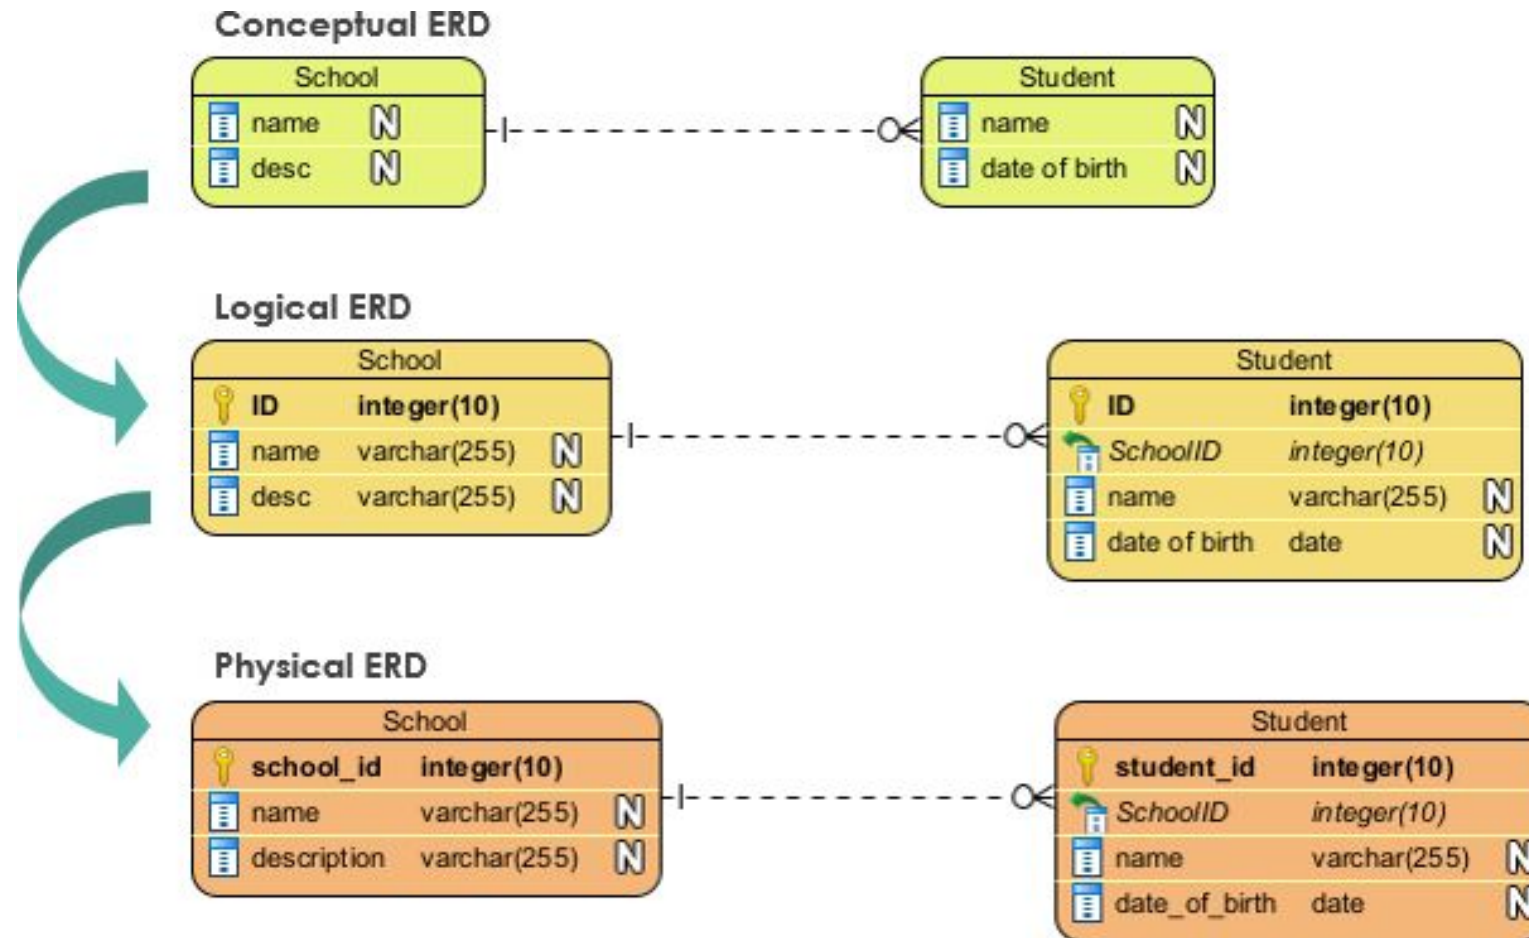 Conceptual ERD
School
name N
desc N
Student
name N
date of birth N
Logical ERD
School
ID integer(10)
name varchar(255) N
desc varchar(255) N
Student
ID integer(10)
SchoolID integer(10)
name varchar(255) N
date of birth date N
Physical ERD
School
school_id integer(10)
name varchar(255) N
description varchar(255) N
Student
student_id integer(10)
SchoolID integer(10)
name varchar(255) N
date_of_birth date N